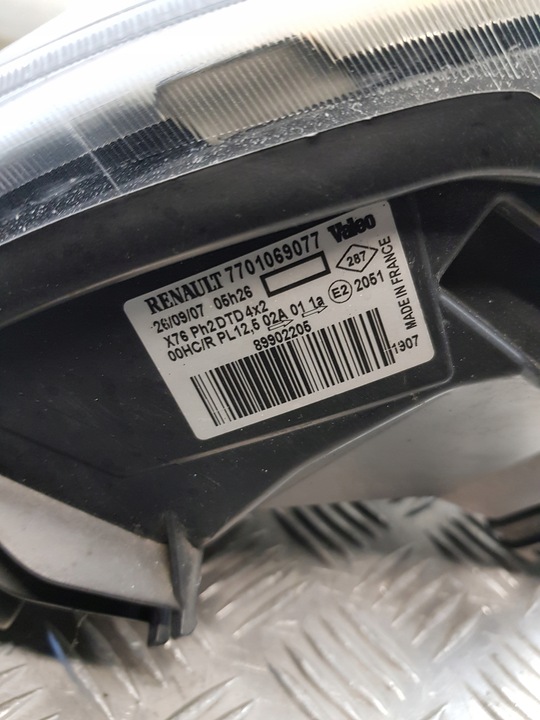 RENAULT 7701069077 Valeo
26/09/07 05h26 287
X76 Ph2DTD 4x2 E2 2051
00HC/R PL12.5 02A 01 1a
89902205
1907
MADE IN FRANCE